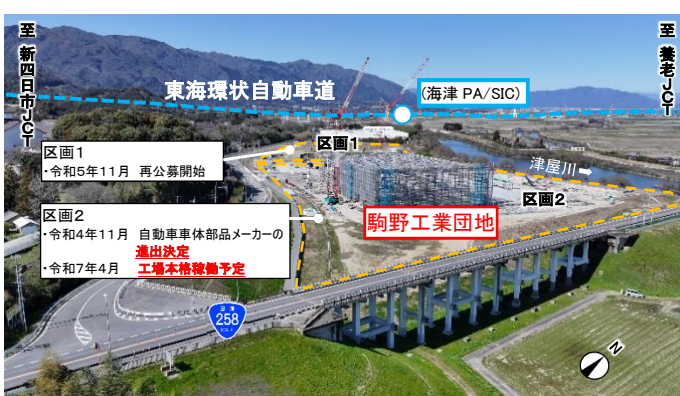 至 新四日市JCT
至 養老JCT
東海環状自動車道
(海津 PA/SIC)
区画1
・令和5年11月 再公募開始
区画1
津屋川
区画2
区画2
・令和4年11月 自動車車体部品メーカーの
進出決定
・令和7年4月 工場本格稼働予定
駒野工業団地
258
N